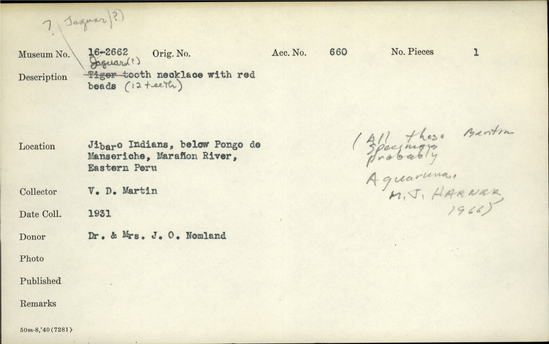 ? Jaguar(?)
Museum No. 16-2662 Orig. No. Acc. No. 660 No. Pieces 1
Jaguar(?)
Description Tiger tooth necklace with red
beads (12 teeth)
Location Jibaro Indians, below Pongo de
Manseriche, Marañon River,
Eastern Peru
(All these
specimens
probably
Aguaruna.
M. J. HARNER,
1966)
Collector V. D. Martin
Date Coll. 1931
Donor Dr. & Mrs. J. O. Nomland
Photo
Published
Remarks
50m-8,'40(7281)